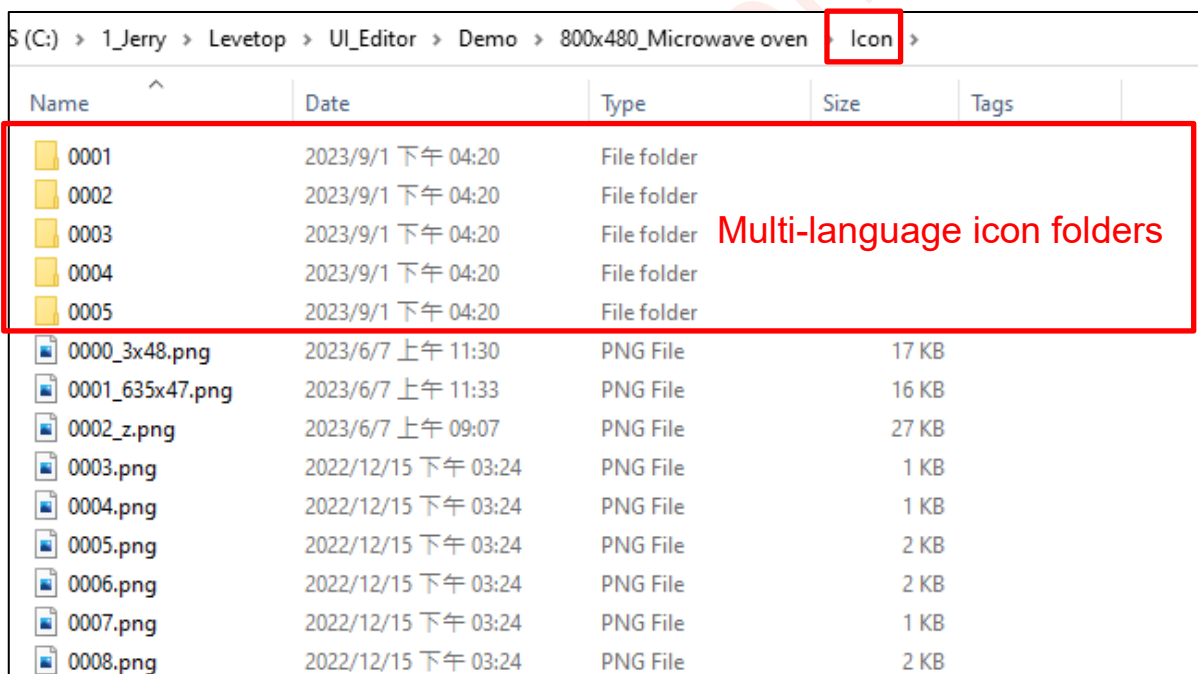 S (C:) > 1_Jerry > Levetop > UI_Editor > Demo > 800x480_Microwave oven > Icon >
Name Date Type Size Tags
0001 2023/9/1 下午 04:20 File folder
0002 2023/9/1 下午 04:20 File folder
0003 2023/9/1 下午 04:20 File folder Multi-language icon folders
0004 2023/9/1 下午 04:20 File folder
0005 2023/9/1 下午 04:20 File folder
0000_3x48.png 2023/6/7 上午 11:30 PNG File 17 KB
0001_635x47.png 2023/6/7 上午 11:33 PNG File 16 KB
0002_z.png 2023/6/7 上午 09:07 PNG File 27 KB
0003.png 2022/12/15 下午 03:24 PNG File 1 KB
0004.png 2022/12/15 下午 03:24 PNG File 1 KB
0005.png 2022/12/15 下午 03:24 PNG File 2 KB
0006.png 2022/12/15 下午 03:24 PNG File 2 KB
0007.png 2022/12/15 下午 03:24 PNG File 1 KB
0008.png 2022/12/15 下午 03:24 PNG File 2 KB